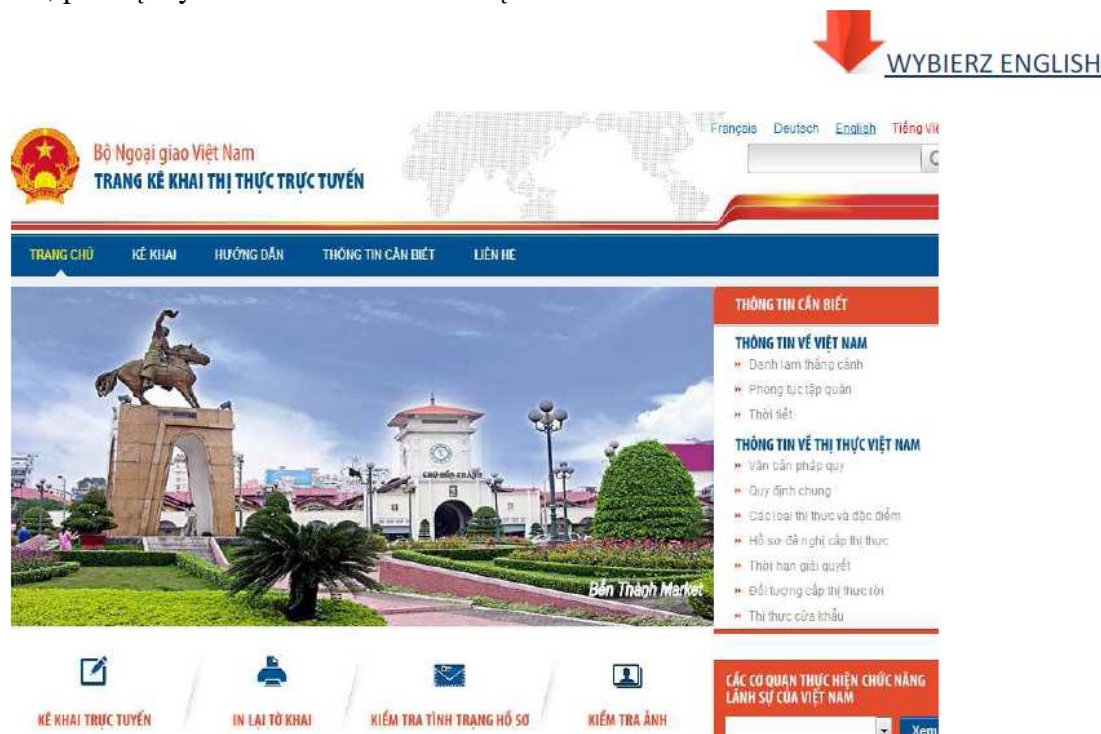 WYBIERZ ENGLISH
Français Deutsch English Tiếng Việ
Bộ Ngoại giao Việt Nam
TRANG KÊ KHAI THỊ THỰC TRỰC TUYẾN
TRANG CHỦ KÊ KHAI HƯỚNG DẪN THÔNG TIN CẦN BIẾT LIÊN HỆ
THÔNG TIN CẦN BIẾT
THÔNG TIN VỀ VIỆT NAM
Danh lam thắng cảnh
Phong tục tập quán
Thời tiết
THÔNG TIN VỀ THỊ THỰC VIỆT NAM
Văn bản pháp quy
Quy định chung
Các loại thị thực và đặc điểm
Hồ sơ đề nghị cấp thị thực
Thời hạn giải quyết
Đối tượng cấp thị thực rời
Thị thực cửa khẩu
Bến Thành Market
KÊ KHAI TRỰC TUYẾN
IN LẠI TỜ KHAI
KIỂM TRA TÌNH TRẠNG HỒ SƠ
KIỂM TRA ẢNH
CÁC CƠ QUAN THỰC HIỆN CHỨC NĂNG
LÃNH SỰ CỦA VIỆT NAM
Xem